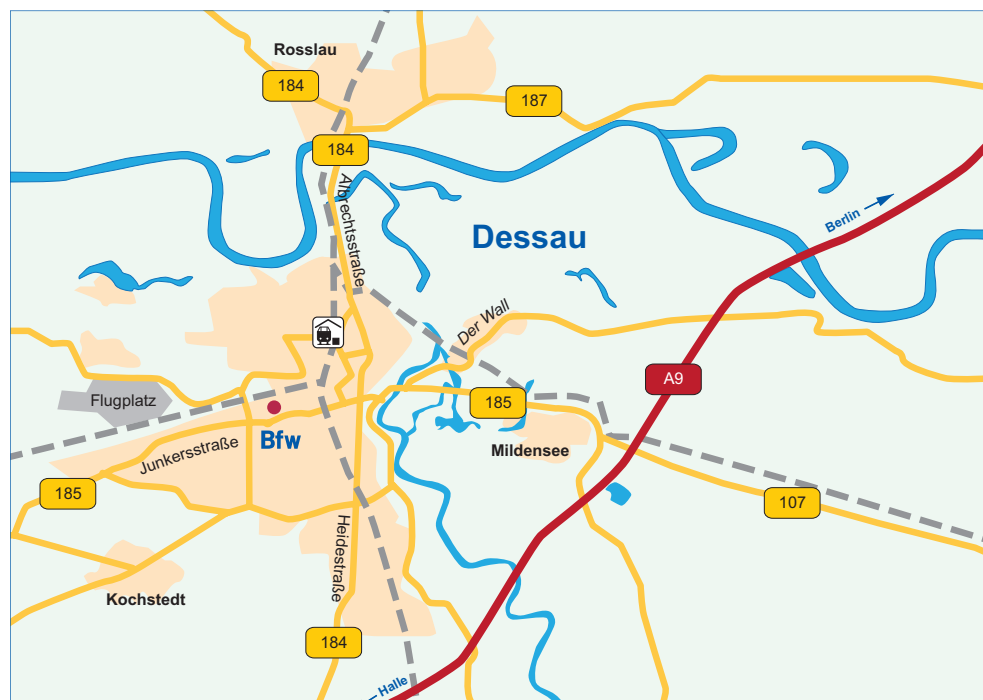 Rosslau
184
187
184
Albrechtsstraße
Berlin
Dessau
Der Wall
A9
Flugplatz
185
Bfw
Junkersstraße
Mildensee
185
107
Heidestraße
Kochstedt
184
Halle